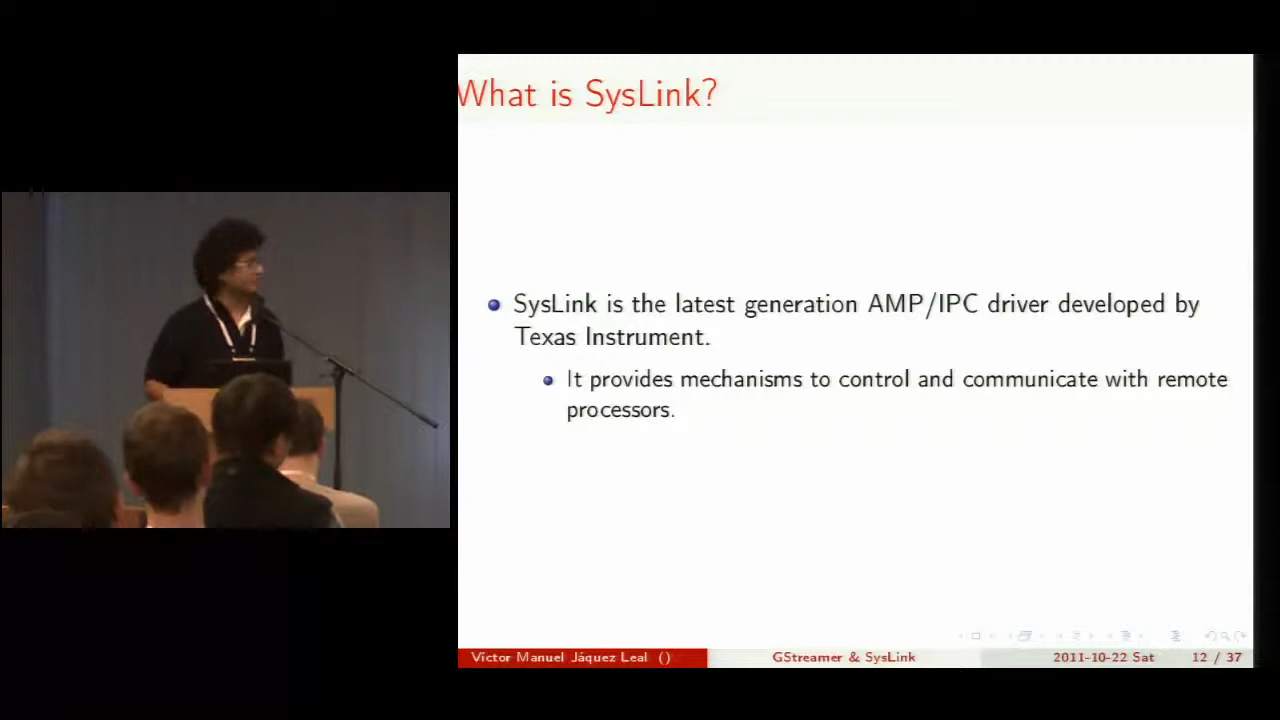 What is SysLink?
SysLink is the latest generation AMP/IPC driver developed by
Texas Instrument.
It provides mechanisms to control and communicate with remote
processors.
Víctor Manuel Jáquez Leal () GStreamer & SysLink 2011-10-22 Sat 12 / 37